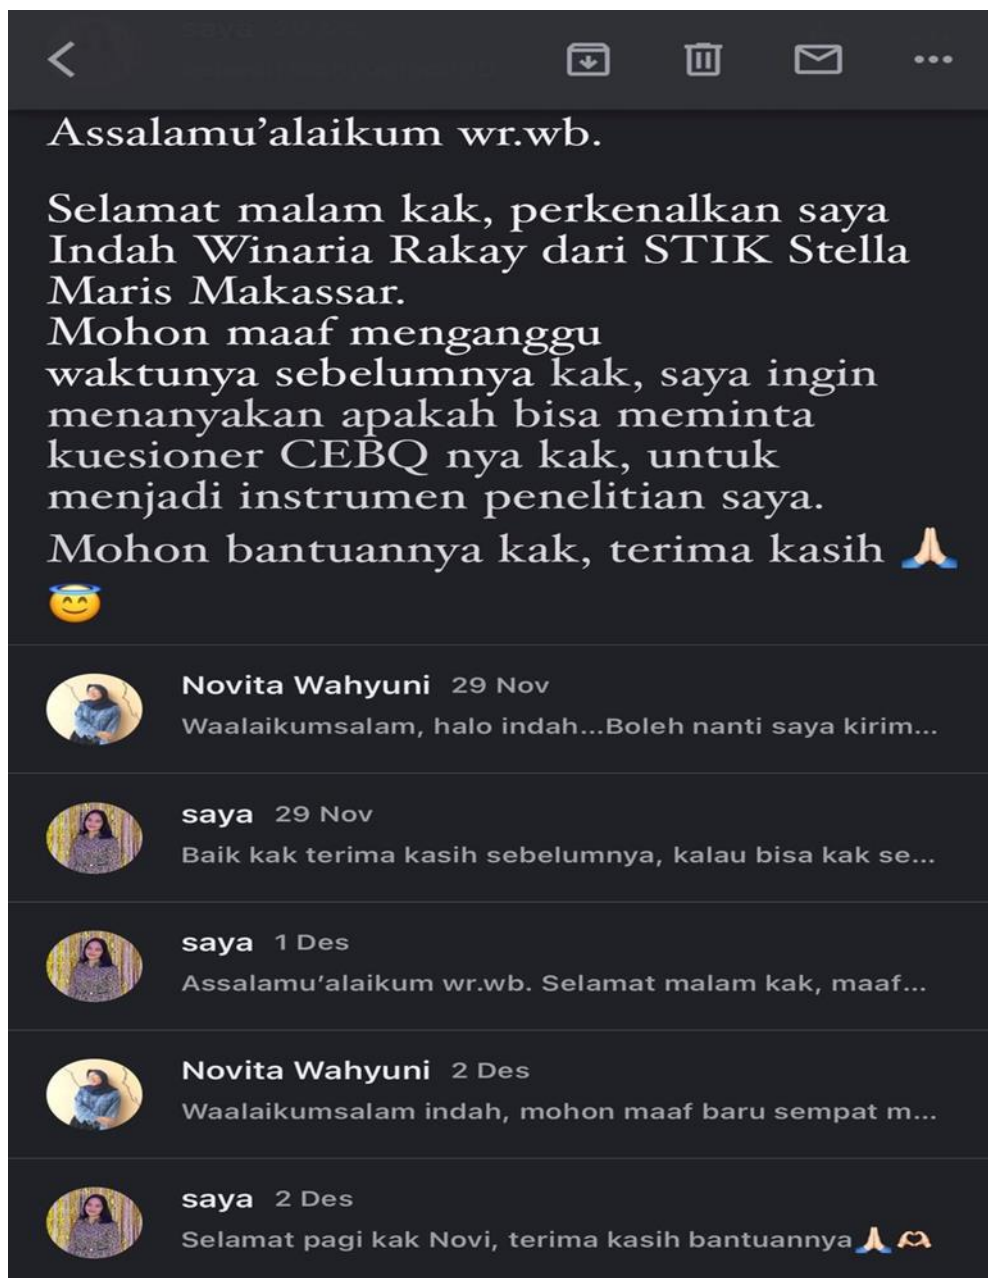 Assalamu’alaikum wr.wb.
Selamat malam kak, perkenalkan saya
Indah Winaria Rakay dari STIK Stella
Maris Makassar.
Mohon maaf menganggu
waktunya sebelumnya kak, saya ingin
menanyakan apakah bisa meminta
kuesioner CEBQ nya kak, untuk
menjadi instrumen penelitian saya.
Mohon bantuannya kak, terima kasih 🙏🏻
😇
Novita Wahyuni 29 Nov
Waalaikumsalam, halo indah...Boleh nanti saya kirim...
saya 29 Nov
Baik kak terima kasih sebelumnya, kalau bisa kak se...
saya 1 Des
Assalamu’alaikum wr.wb. Selamat malam kak, maaf...
Novita Wahyuni 2 Des
Waalaikumsalam indah, mohon maaf baru sempat m...
saya 2 Des
Selamat pagi kak Novi, terima kasih bantuannya🙏🏻🫶🏻